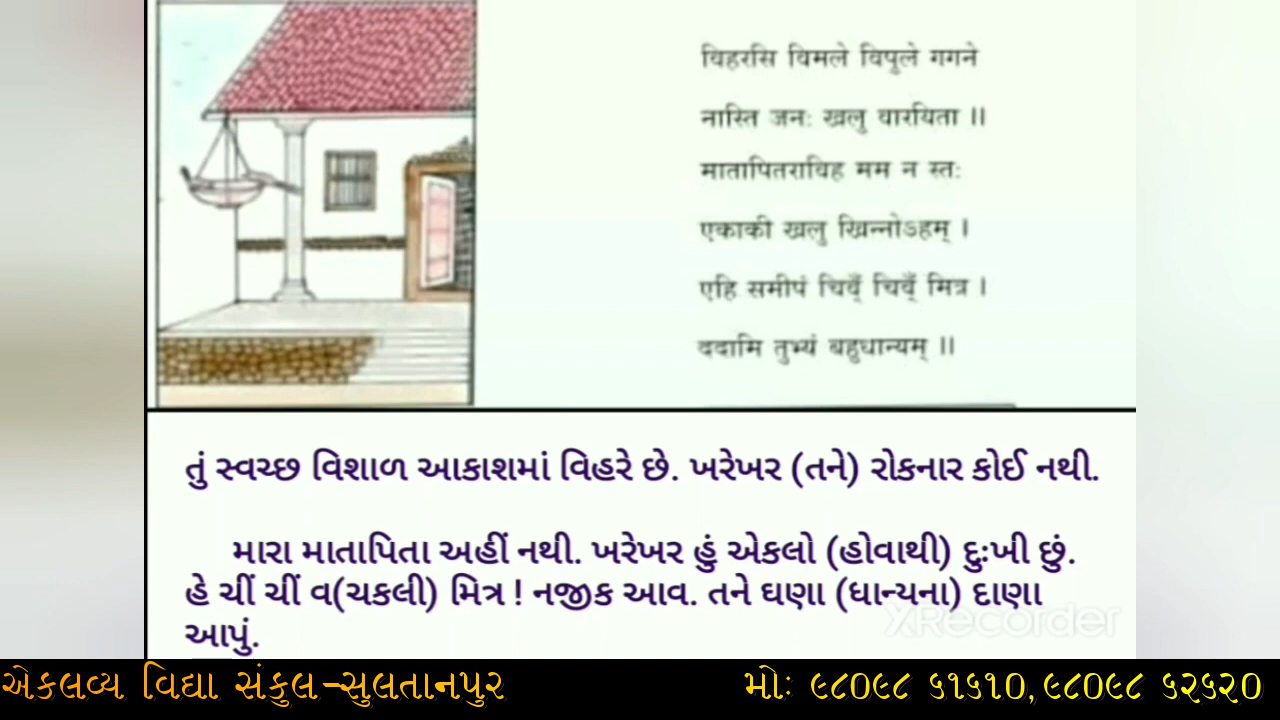 विहरसि विमले विपुले गगने
नास्ति जनः खलु वारयिता ॥
मातापितराविह मम न स्तः
एकाकी खलु खिन्नोऽहम् ।
एहि समीपं चिव्ँ चिव्ँ मित्र ।
ददामि तुभ्यं बहुधान्यम् ॥
તું સ્વચ્છ વિશાળ આકાશમાં વિહરે છે. ખરેખર (તને) રોકનાર કોઈ નથી.
મારા માતાપિતા અહીં નથી. ખરેખર હું એકલો (હોવાથી) દુઃખી છું.
હે ચીં ચીં વ(ચકલી) મિત્ર ! નજીક આવ. તને ઘણા (ધાન્યના) દાણા
આપું.
XRecorder
એકલવ્ય વિદ્યા સંકુલ-સુલતાનપુર
મોઃ ૯૮૦૯૮ ૬૧૬૧૦, ૯૮૦૯૮ ૬૨૬૨૦